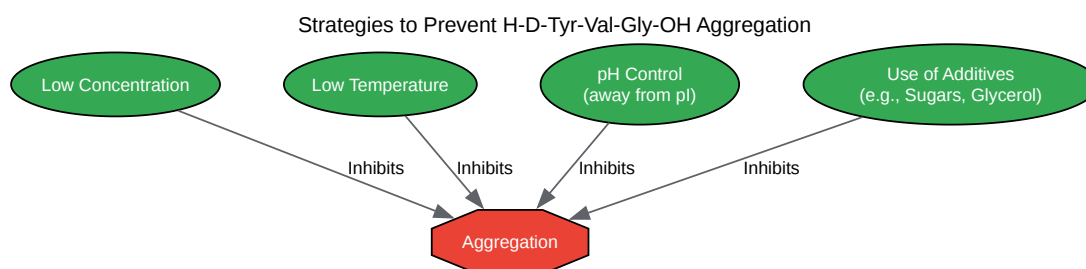 Strategies to Prevent H-D-Tyr-Val-Gly-OH Aggregation
Low Concentration
Low Temperature
pH Control
(away from pI)
Use of Additives
(e.g., Sugars, Glycerol)
Inhibits
Inhibits
Inhibits
Inhibits
Aggregation